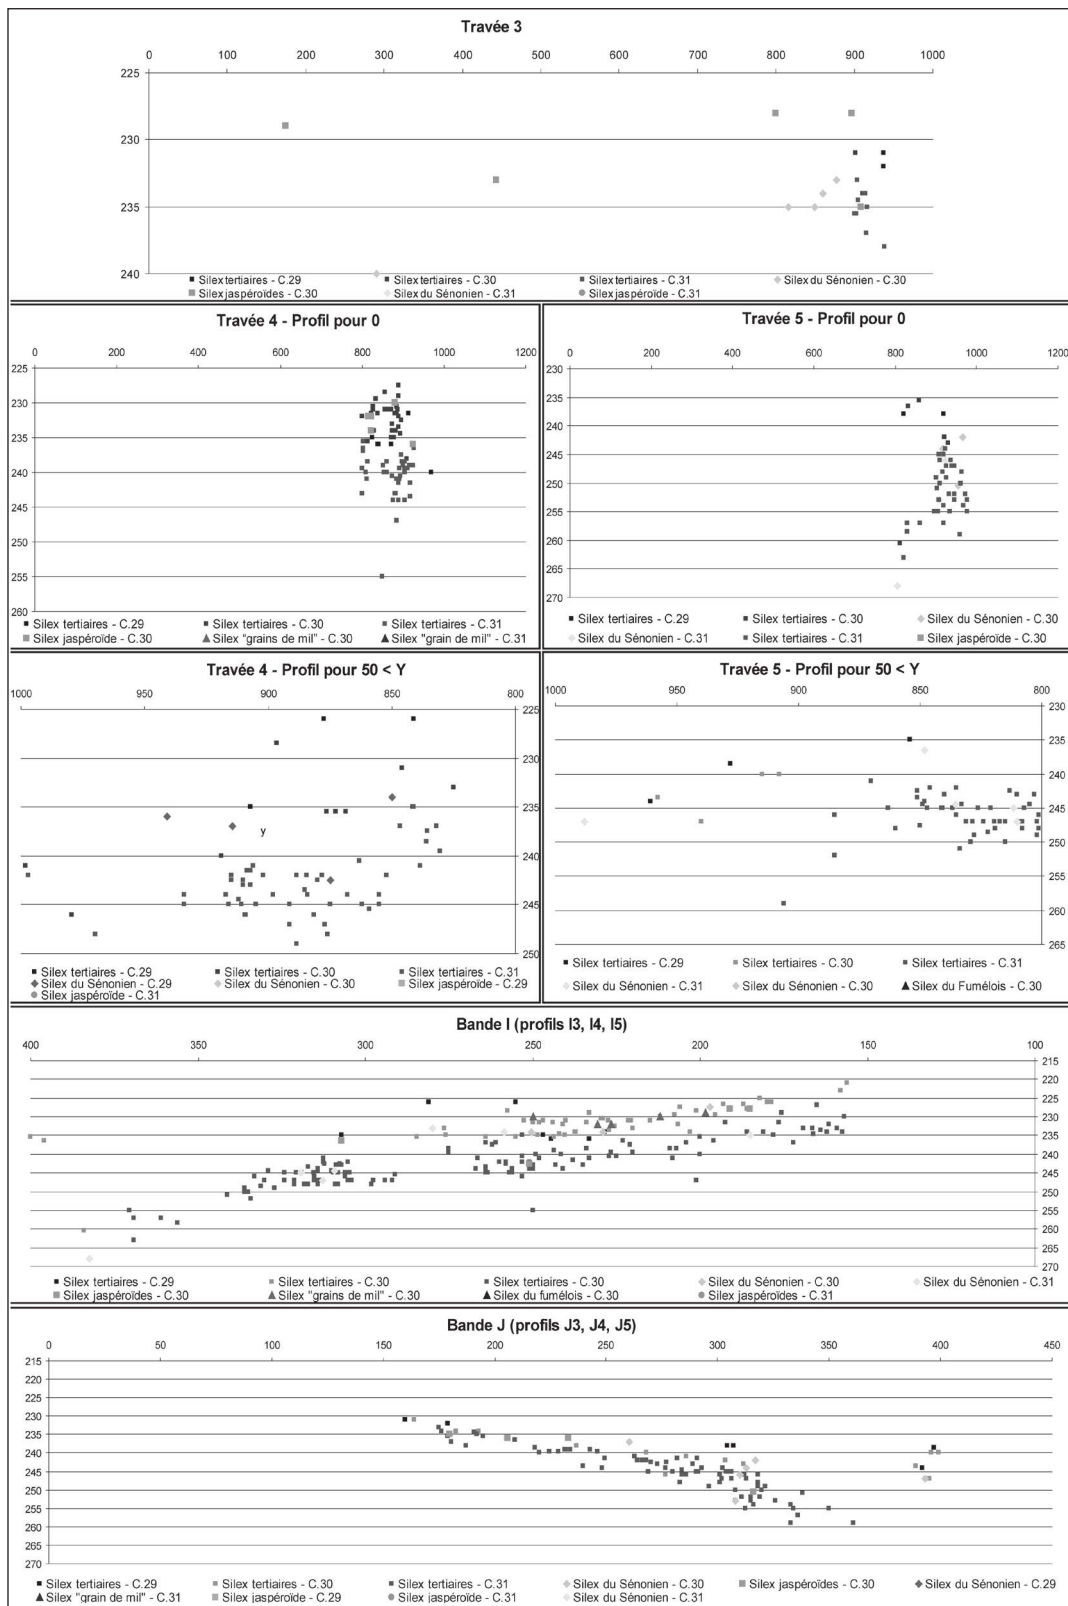 Travée 3
0 100 200 300 400 500 600 700 800 900 1000
225
230
235
240
Silex tertiaires - C.29 Silex tertiaires - C.30 Silex tertiaires - C.31 Silex du Sénonien - C.30
Silex jaspéroïdes - C.30 Silex du Sénonien - C.31 Silex jaspéroïde - C.31
Travée 4 - Profil pour 0
0 200 400 600 800 1000 1200
225
230
235
240
245
250
255
260
Silex tertiaires - C.29 Silex tertiaires - C.30 Silex tertiaires - C.31
Silex jaspéroïde - C.30 Silex "grains de mil" - C.30 Silex "grain de mil" - C.31
Travée 5 - Profil pour 0
0 200 400 600 800 1000 1200
230
235
240
245
250
255
260
265
270
Silex tertiaires - C.29 Silex tertiaires - C.30 Silex du Sénonien - C.30
Silex du Sénonien - C.31 Silex tertiaires - C.31 Silex jaspéroïde - C.30
Travée 4 - Profil pour 50 < Y
1000 950 900 850 800
225
230
235
y
240
245
250
Silex tertiaires - C.29 Silex tertiaires - C.30 Silex tertiaires - C.31
Silex du Sénonien - C.29 Silex du Sénonien - C.30 Silex jaspéroïde - C.29
Silex jaspéroïde - C.31
Travée 5 - Profil pour 50 < Y
1000 950 900 850 800
230
235
240
245
250
255
260
265
Silex tertiaires - C.29 Silex tertiaires - C.30 Silex tertiaires - C.31
Silex du Sénonien - C.31 Silex du Sénonien - C.30 Silex du Fumélois - C.30
Bande I (profils I3, I4, I5)
400 350 300 250 200 150 100
215
220
225
230
235
240
245
250
255
260
265
270
Silex tertiaires - C.29 Silex tertiaires - C.30 Silex tertiaires - C.30 Silex du Sénonien - C.30 Silex du Sénonien - C.31
Silex jaspéroïdes - C.30 Silex "grains de mil" - C.30 Silex du fumélois - C.30 Silex jaspéroïdes - C.31
Bande J (profils J3, J4, J5)
0 50 100 150 200 250 300 350 400 450
215
220
225
230
235
240
245
250
255
260
265
270
Silex tertiaires - C.29 Silex tertiaires - C.30 Silex tertiaires - C.31 Silex du Sénonien - C.30 Silex jaspéroïdes - C.30 Silex du Sénonien - C.29
Silex "grain de mil" - C.31 Silex jaspéroïde - C.29 Silex jaspéroïde - C.31 Silex du Sénonien - C.31